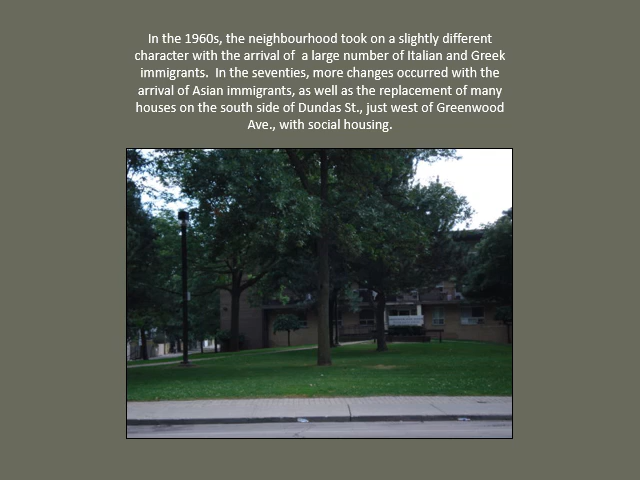 In the 1960s, the neighbourhood took on a slightly different
character with the arrival of  a large number of Italian and Greek
immigrants.  In the seventies, more changes occurred with the
arrival of Asian immigrants, as well as the replacement of many
houses on the south side of Dundas St., just west of Greenwood
Ave., with social housing.